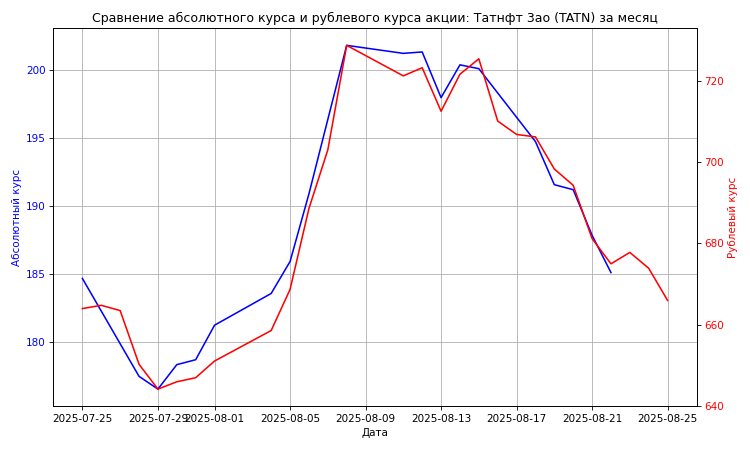 Сравнение абсолютного курса и рублевого курса акции: Татнфт 3ао (TATN) за месяц
200
195
190
185
180
Абсолютный курс
720
700
680
660
640
Рублевый курс
2025-07-25 2025-07-29 2025-08-01 2025-08-05 2025-08-09 2025-08-13 2025-08-17 2025-08-21 2025-08-25
Дата